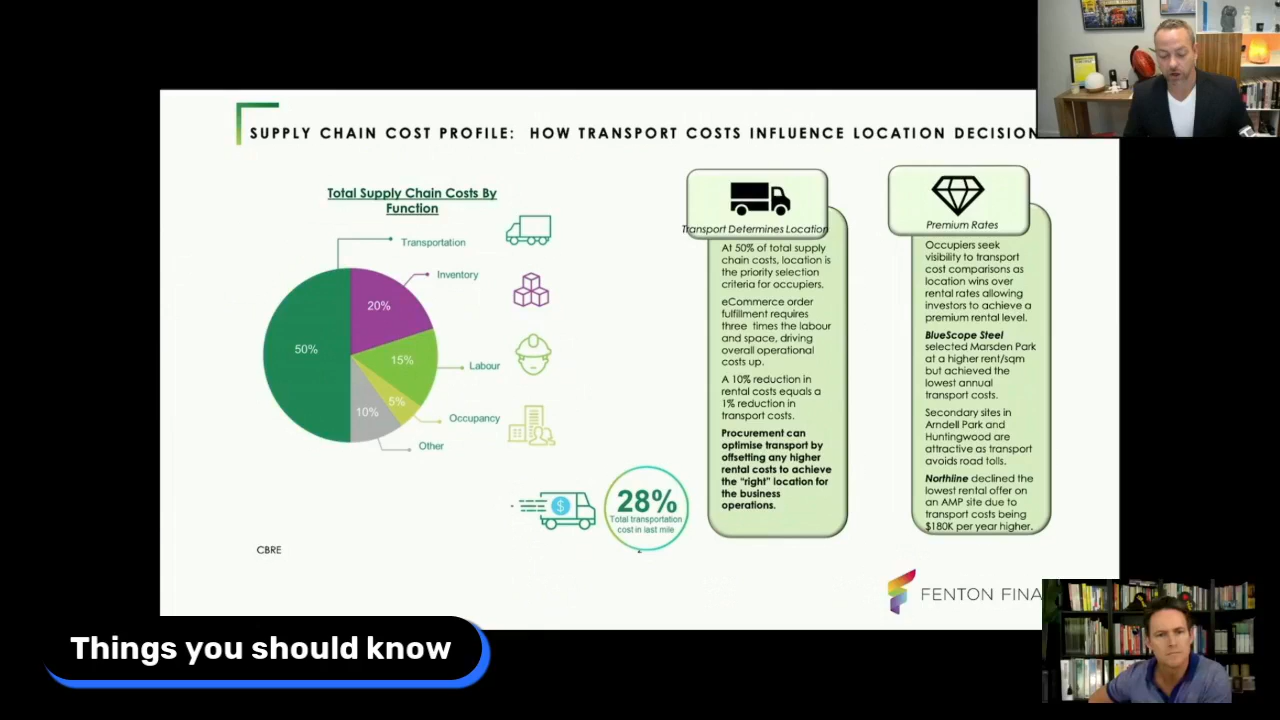 SUPPLY CHAIN COST PROFILE: HOW TRANSPORT COSTS INFLUENCE LOCATION DECISION
Total Supply Chain Costs By
Function
Transportation
Inventory
20%
50%
15%
Labour
5%
10%
Occupancy
Other
28%
Total transportation
cost in last mile
CBRE
Transport Determines Location
At 50% of total supply
chain costs, location is
the priority selection
criteria for occupiers.
eCommerce order
fulfillment requires
three times the labour
and space, driving
overall operational
costs up.
A 10% reduction in
rental costs equals a
1% reduction in
transport costs.
Procurement can
optimise transport by
offsetting any higher
rental costs to achieve
the "right" location for
the business
operations.
Premium Rates
Occupiers seek
visibility to transport
cost comparisons as
location wins over
rental rates allowing
investors to achieve a
premium rental level.
BlueScope Steel
selected Marsden Park
at a higher rent/sqm
but achieved the
lowest annual
transport costs.
Secondary sites in
Arndell Park and
Huntingwood are
attractive as transport
avoids road tolls.
Northline declined the
lowest rental offer on
an AMP site due to
transport costs being
$180K per year higher.
FENTON FINA
Things you should know